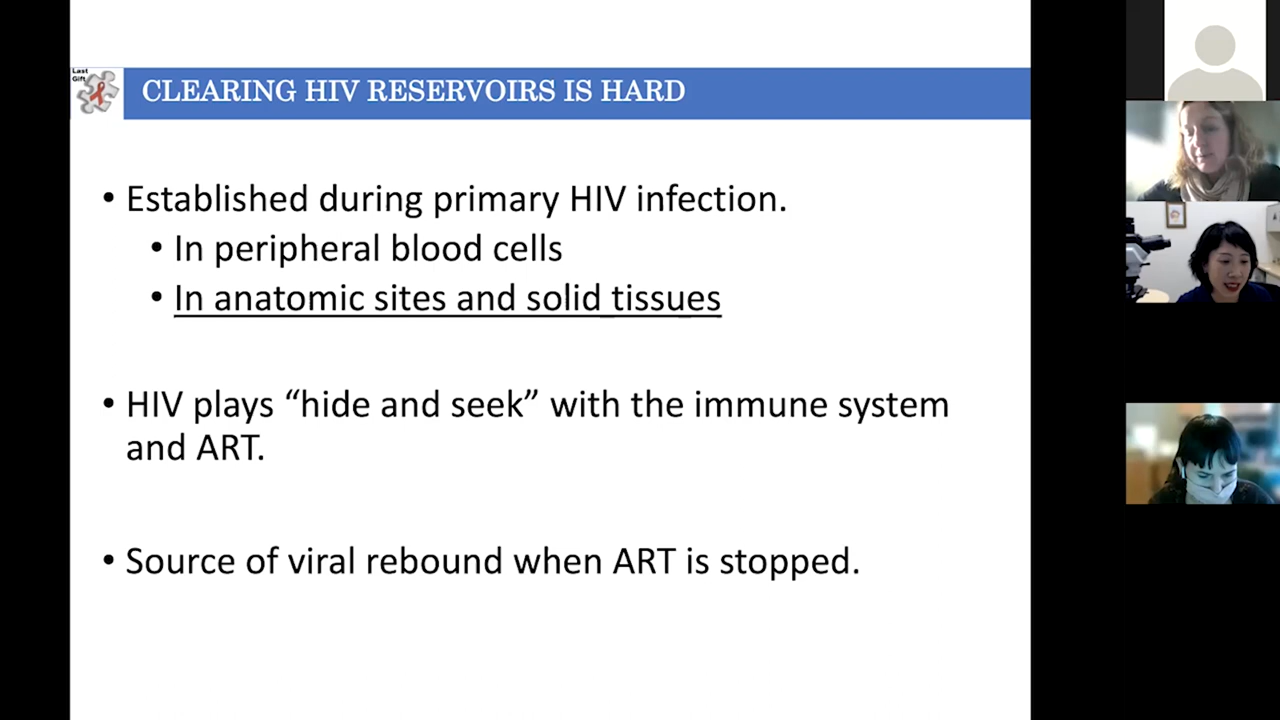 Last
Gift
CLEARING HIV RESERVOIRS IS HARD
• Established during primary HIV infection.
• In peripheral blood cells
• In anatomic sites and solid tissues
• HIV plays “hide and seek” with the immune system
and ART.
• Source of viral rebound when ART is stopped.